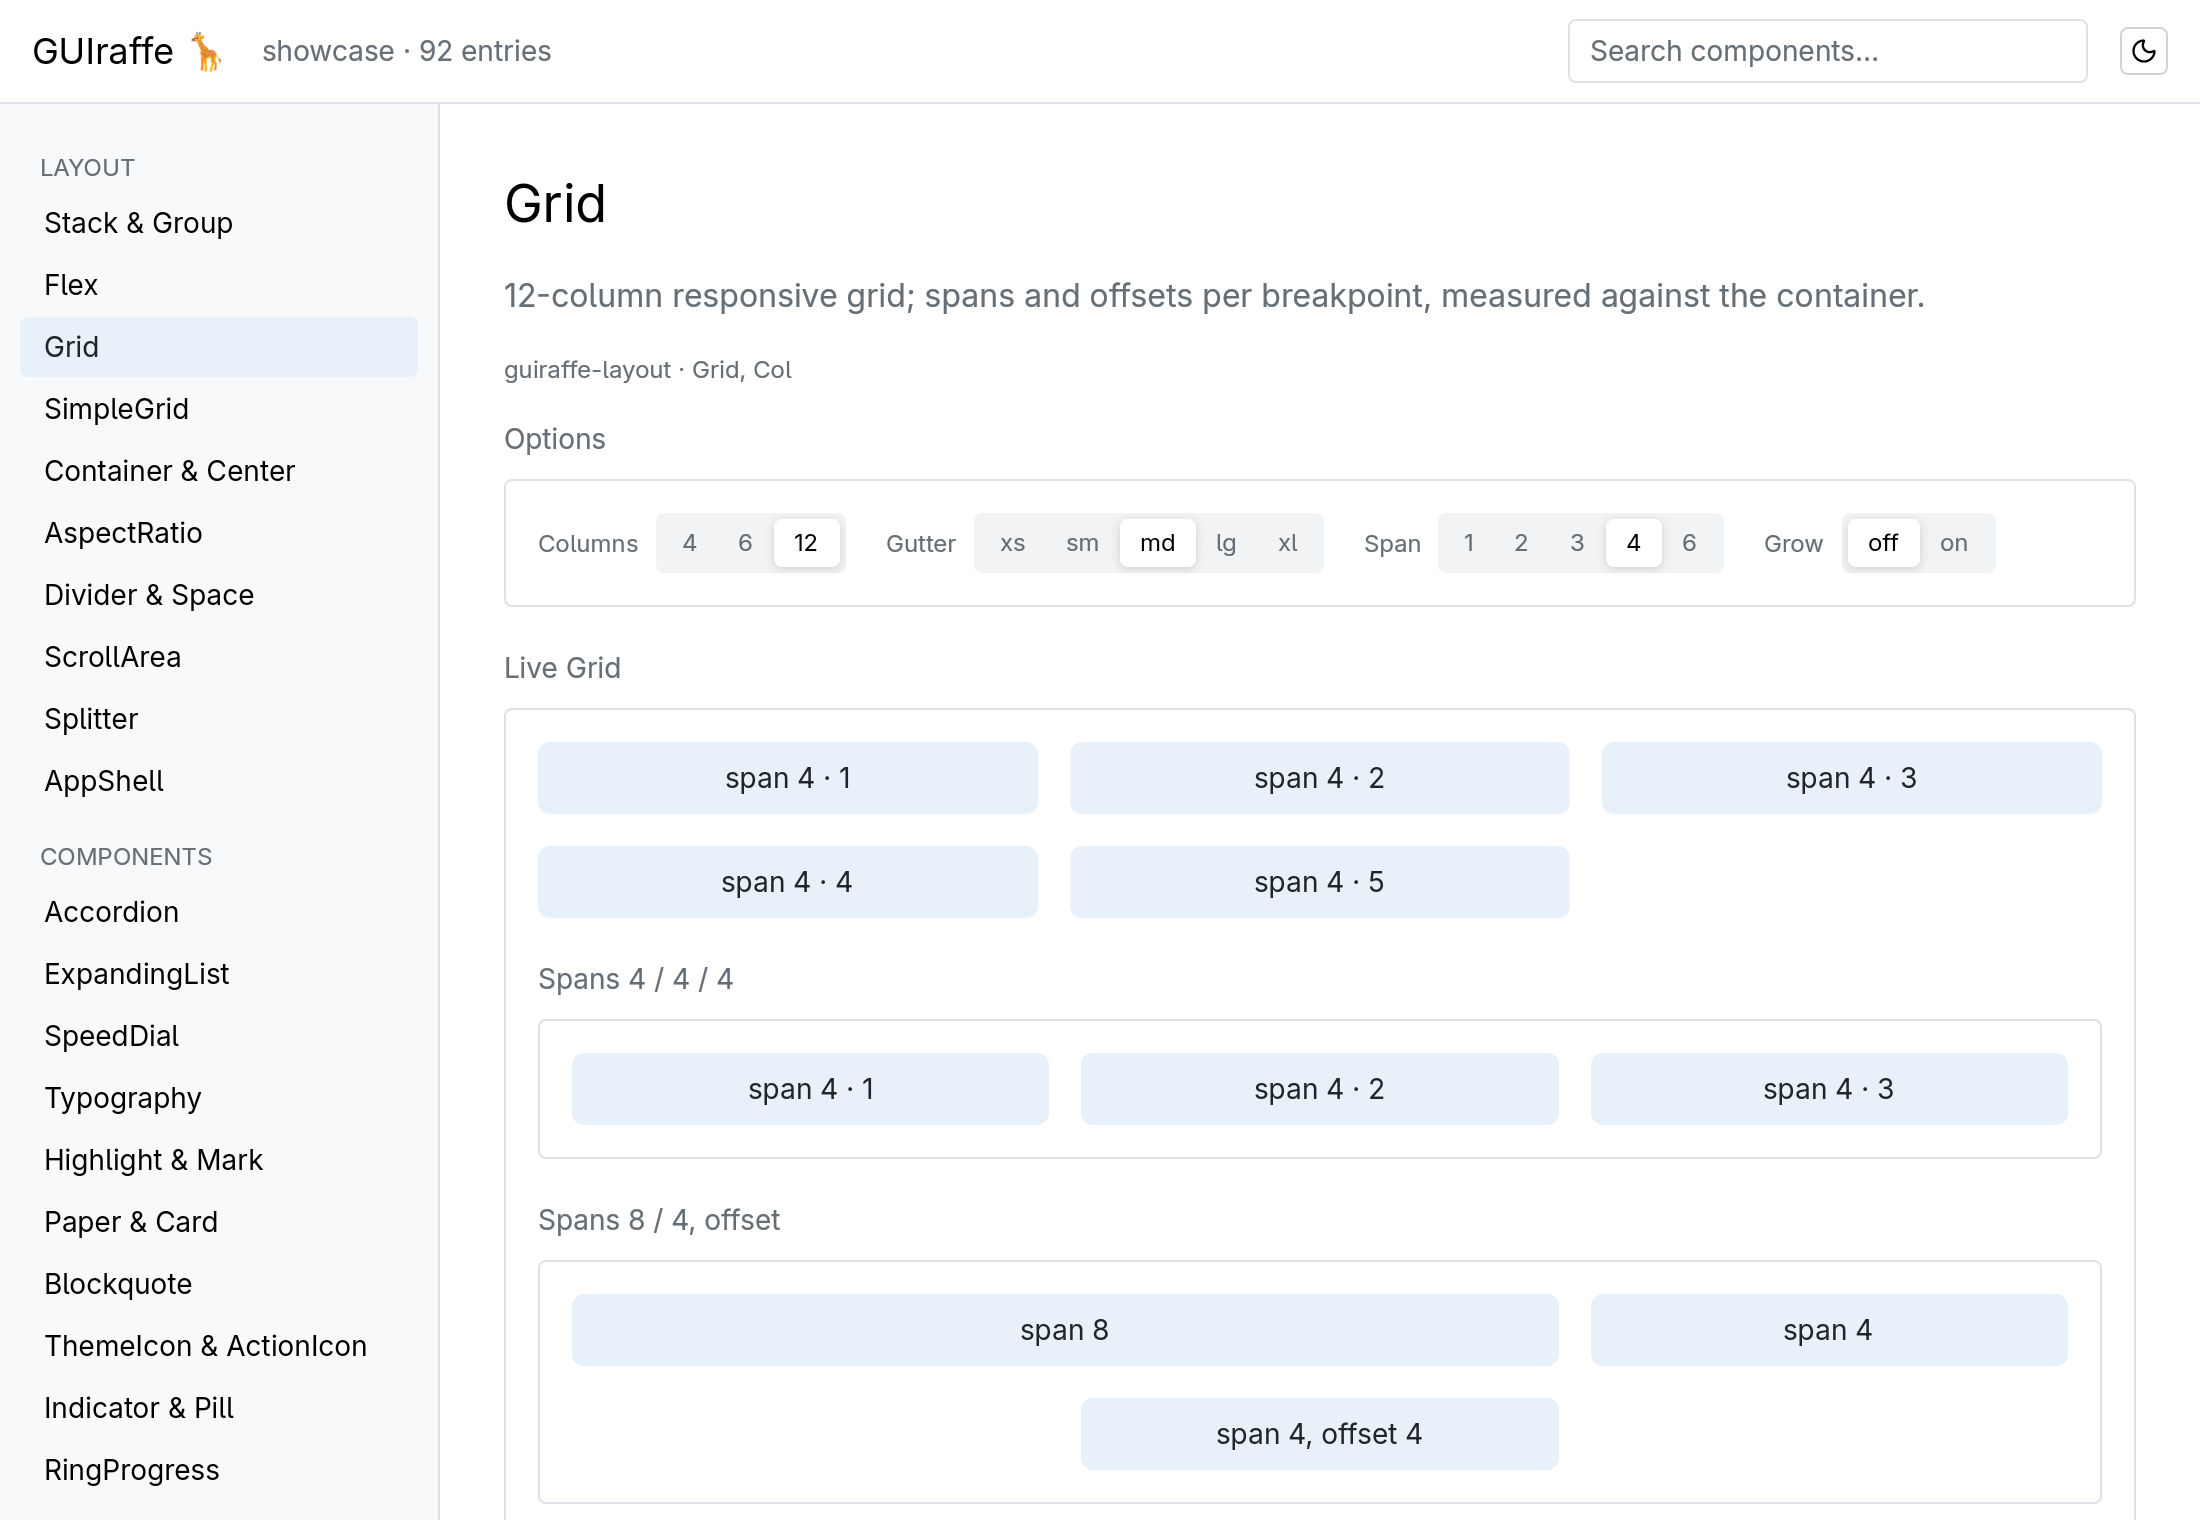 GUIraffe 🦒 showcase · 92 entries Search components...
LAYOUT
Stack & Group
Flex
Grid
SimpleGrid
Container & Center
AspectRatio
Divider & Space
ScrollArea
Splitter
AppShell
COMPONENTS
Accordion
ExpandingList
SpeedDial
Typography
Highlight & Mark
Paper & Card
Blockquote
ThemeIcon & ActionIcon
Indicator & Pill
RingProgress
Grid
12-column responsive grid; spans and offsets per breakpoint, measured against the container.
guiraffe-layout · Grid, Col
Options
Columns 4 6 12 Gutter xs sm md lg xl Span 1 2 3 4 6 Grow off on
Live Grid
span 4 · 1 span 4 · 2 span 4 · 3
span 4 · 4 span 4 · 5
Spans 4 / 4 / 4
span 4 · 1 span 4 · 2 span 4 · 3
Spans 8 / 4, offset
span 8 span 4
span 4, offset 4